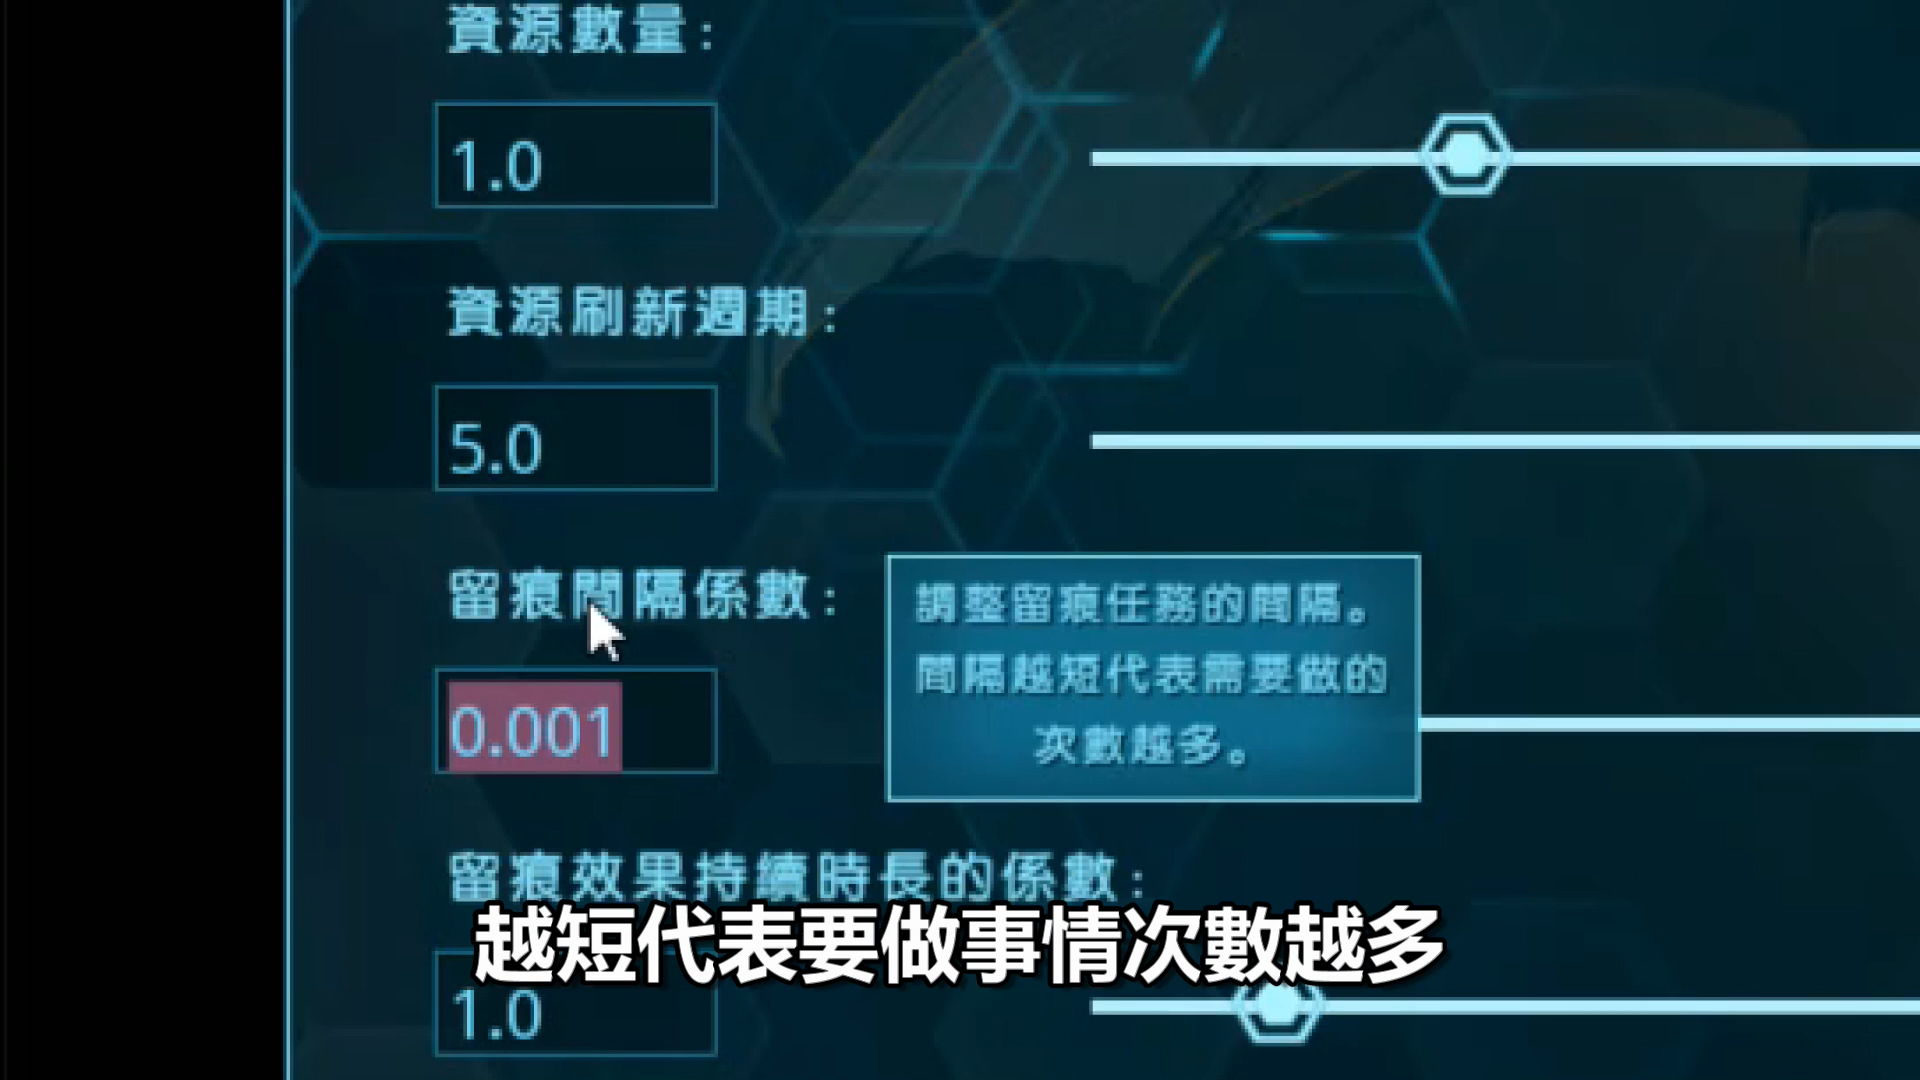 資源數量:
1.0
資源刷新週期:
5.0
留痕間隔係數:
調整留痕任務的間隔。
間隔越短代表需要做的
次數越多。
0.001
留痕效果持續時長的係數:
越短代表要做事情次數越多
1.0